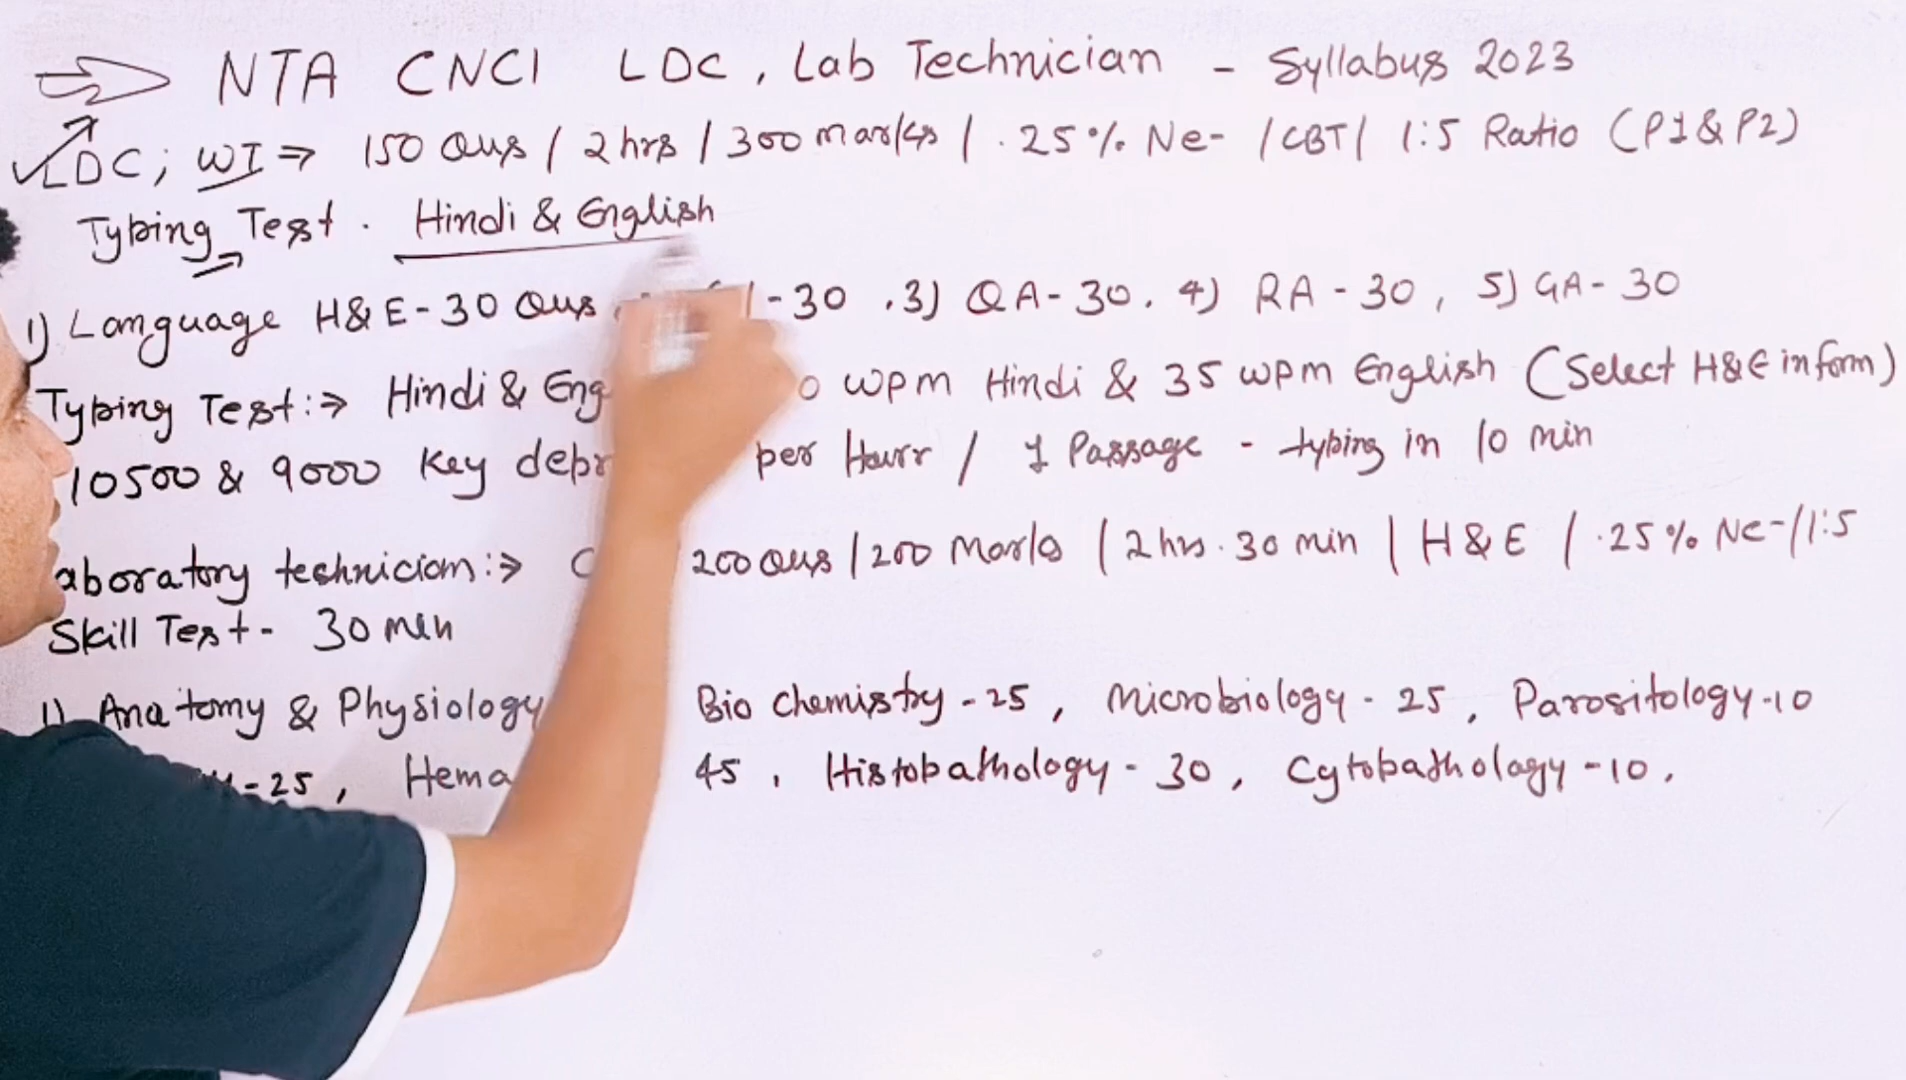 NTA CNCI LDC, Lab Technician - Syllabus 2023
LDC; WI ⇒ 150 Qus / 2 hrs / 300 marks / .25% Ne- / CBT / 1:5 Ratio (P1 & P2)
Typing Test. Hindi & English
1) Language H&E-30 Qus -30 .3) QA-30. 4) RA-30, 5) GA-30
Typing Test:⇒ Hindi & Eng WPM Hindi & 35 WPM English (Select H&E in form)
10500 & 9000 Key depr per Hourr / 1 Passage - typing in 10 min
aboratory technician:⇒ 200 Qus / 200 Marks / 2 hrs. 30 min / H&E / .25% Ne- / 1:5
Skill Test - 30 min
1) Anatomy & Physiology Bio Chemistry - 25, Microbiology - 25, Parositology-10
-25, Hema 45, Histopathology - 30, Cytopathology - 10.